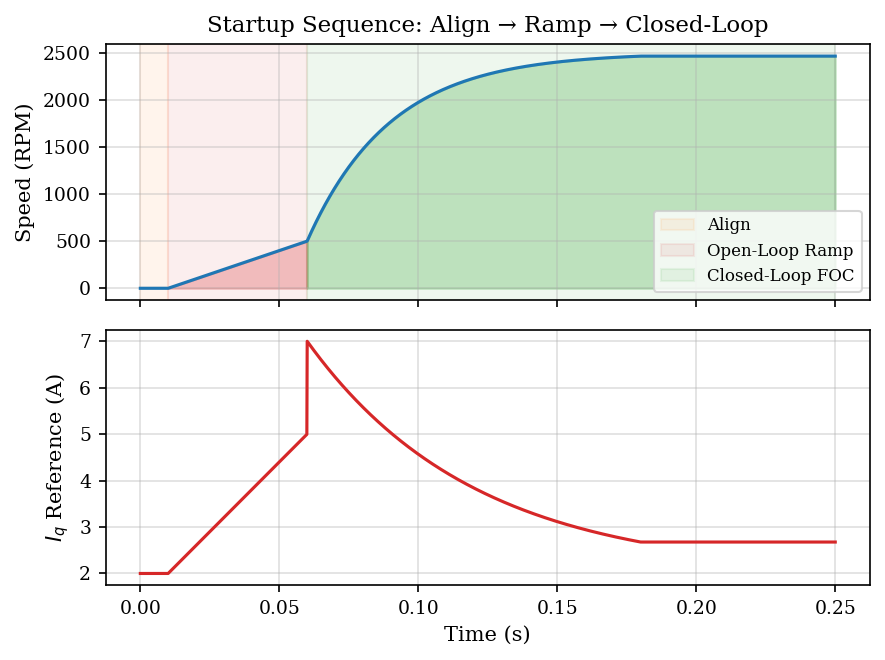 Startup Sequence: Align → Ramp → Closed-Loop
Speed (RPM)
2500
2000
1500
1000
500
0
Align
Open-Loop Ramp
Closed-Loop FOC
I_q Reference (A)
7
6
5
4
3
2
0.00 0.05 0.10 0.15 0.20 0.25
Time (s)